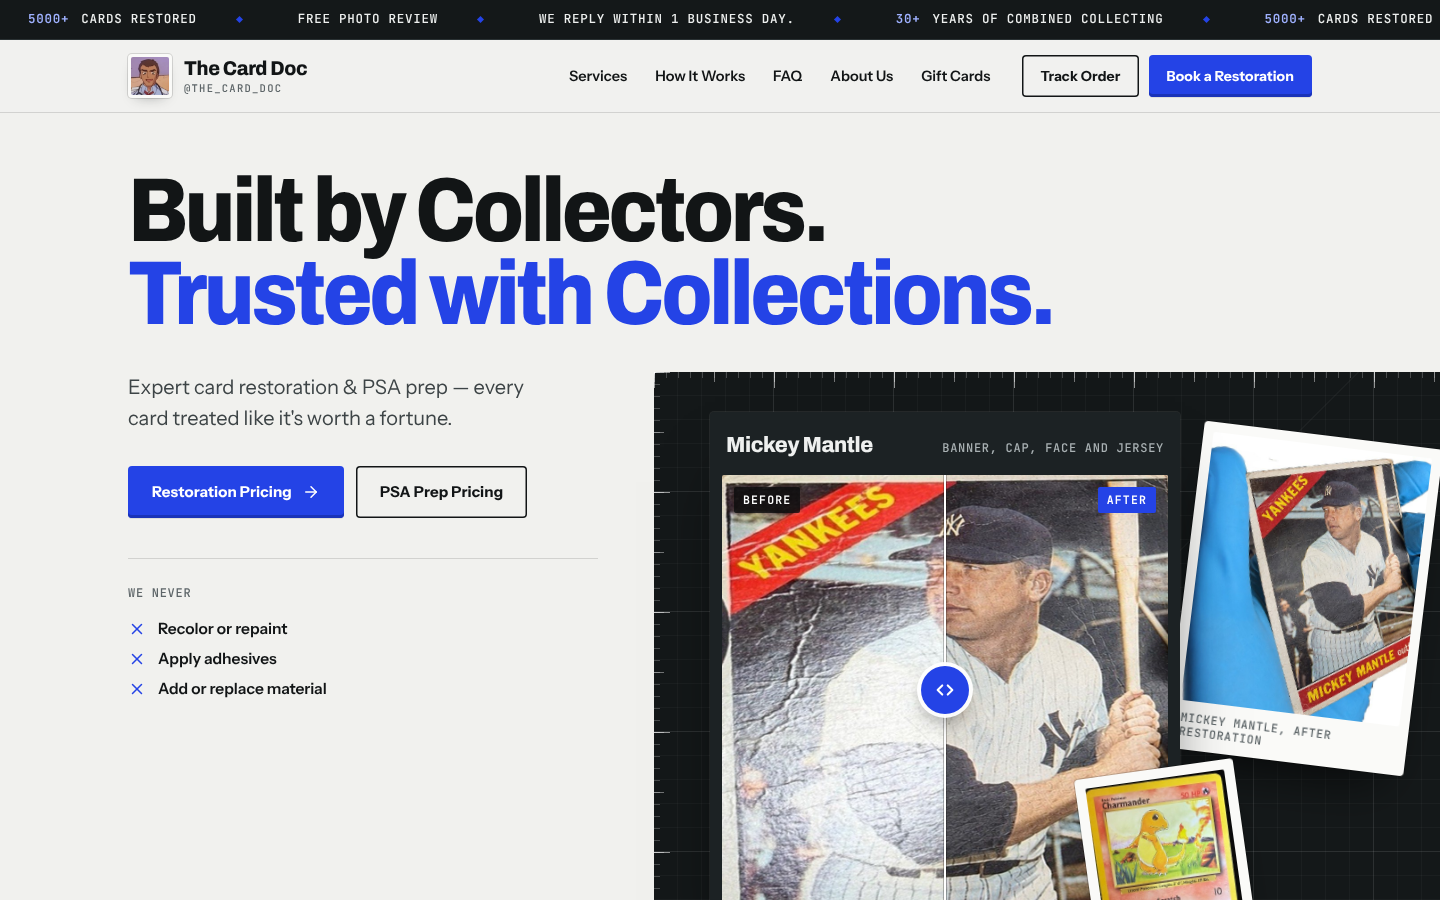 5000+ CARDS RESTORED ◆ FREE PHOTO REVIEW ◆ WE REPLY WITHIN 1 BUSINESS DAY. ◆ 30+ YEARS OF COMBINED COLLECTING ◆ 5000+ CARDS RESTORED
The Card Doc
@THE_CARD_DOC
Services
How It Works
FAQ
About Us
Gift Cards
Track Order
Book a Restoration
Built by Collectors.
Trusted with Collections.
Expert card restoration & PSA prep — every
card treated like it's worth a fortune.
Restoration Pricing
PSA Prep Pricing
WE NEVER
Recolor or repaint
Apply adhesives
Add or replace material
Mickey Mantle
BANNER, CAP, FACE AND JERSEY
BEFORE
AFTER
YANKEES
YANKEES
MICKEY MANTLE
MICKEY MANTLE, AFTER
RESTORATION
Charmander
50 HP
10